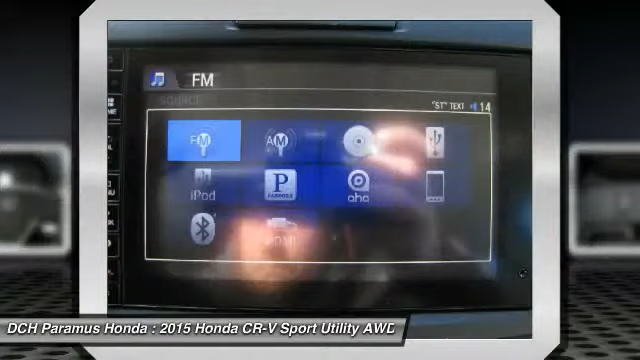 FM
SOURCE
"ST" TEXT 14
FM AM
iPod P PANDORA aha
HDMI
DCH Paramus Honda : 2015 Honda CR-V Sport Utility AWD